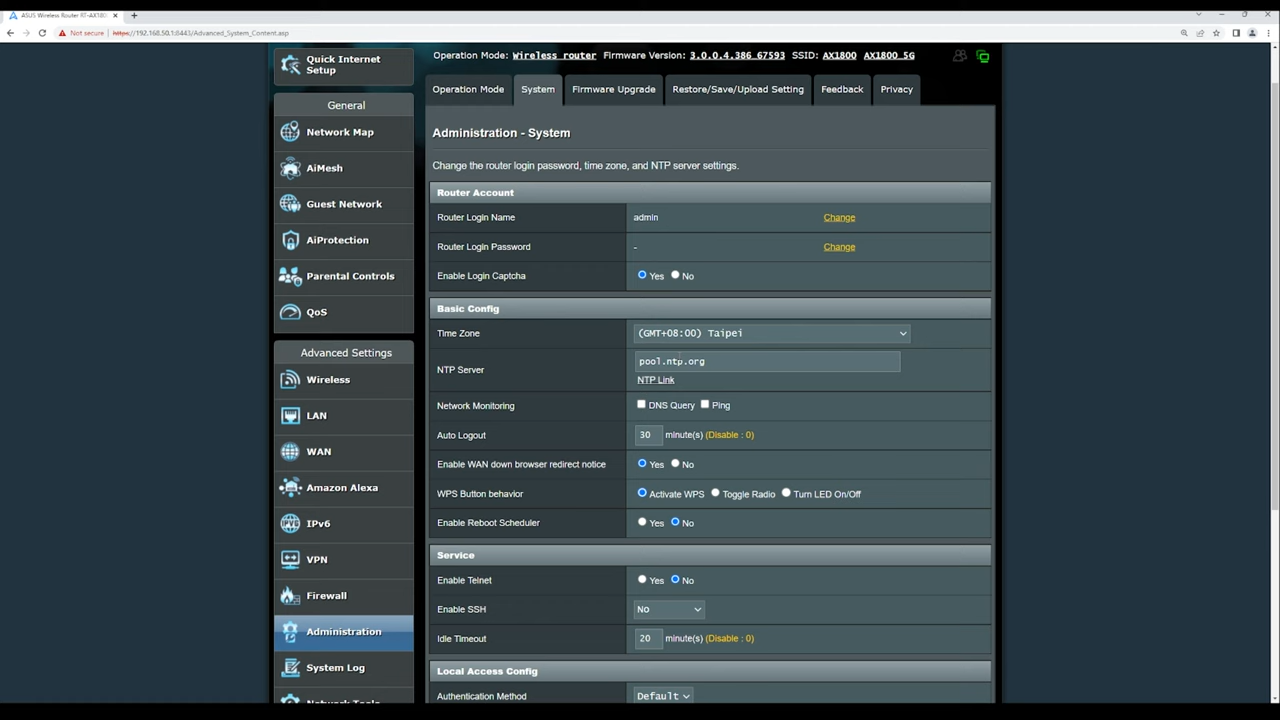 ASUS Wireless Router RT-AX180
Not secure https://192.168.50.1:8443/Advanced_System_Content.asp
Quick Internet
Setup
Operation Mode: Wireless router Firmware Version: 3.0.0.4.386_67593 SSID: AX1800 AX1800_5G
Operation Mode System Firmware Upgrade Restore/Save/Upload Setting Feedback Privacy
General
Network Map
AiMesh
Guest Network
AiProtection
Parental Controls
QoS
Advanced Settings
Wireless
LAN
WAN
Amazon Alexa
IPv6
VPN
Firewall
Administration
System Log
Network Tools
Administration - System
Change the router login password, time zone, and NTP server settings.
Router Account
Router Login Name admin Change
Router Login Password - Change
Enable Login Captcha Yes No
Basic Config
Time Zone (GMT+08:00) Taipei
NTP Server pool.ntp.org
NTP Link
Network Monitoring DNS Query Ping
Auto Logout 30 minute(s) (Disable : 0)
Enable WAN down browser redirect notice Yes No
WPS Button behavior Activate WPS Toggle Radio Turn LED On/Off
Enable Reboot Scheduler Yes No
Service
Enable Telnet Yes No
Enable SSH No
Idle Timeout 20 minute(s) (Disable : 0)
Local Access Config
Authentication Method Default